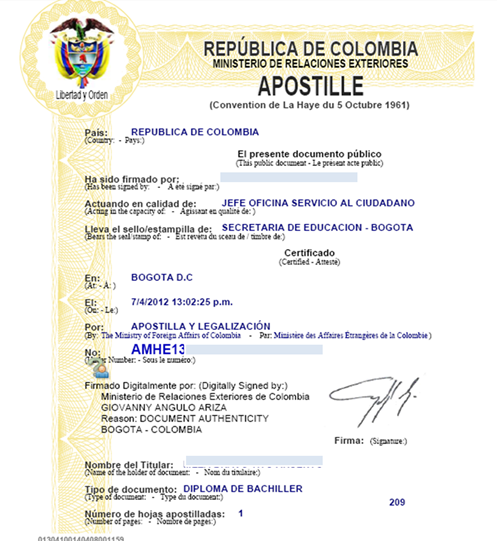 REPÚBLICA DE COLOMBIA
MINISTERIO DE RELACIONES EXTERIORES
APOSTILLE
(Convention de La Haye du 5 Octubre 1961)
Libertad y Orden
País: REPUBLICA DE COLOMBIA
(Country: - Pays:)
El presente documento público
(This public document - Le présent acte public)
Ha sido firmado por:
(Has been signed by: - A été signé par:)
Actuando en calidad de: JEFE OFICINA SERVICIO AL CIUDADANO
(Acting in the capacity of: - Agissant en qualité de:)
Lleva el sello/estampilla de: SECRETARIA DE EDUCACION - BOGOTA
(Bears the seal/stamp of: - Est revêtu du sceau de / timbre de:)
Certificado
(Certified - Attesté)
En: BOGOTA D.C
(At: - A: )
El: 7/4/2012 13:02:25 p.m.
(On: - Le:)
Por: APOSTILLA Y LEGALIZACIÓN
(By: The Ministry of Foreign Affairs of Colombia - Par: Ministère des Affaires Étrangères de la Colombie )
No: AMHE13
Number: - Sous le numéro:)
Firmado Digitalmente por: (Digitally Signed by:)
Ministerio de Relaciones Exteriores de Colombia
GIOVANNY ANGULO ARIZA
Reason: DOCUMENT AUTHENTICITY
BOGOTA - COLOMBIA
Firma: (Signature:)
Nombre del Titular:
(Name of the holder of document: - Nom du titulaire:)
Tipo de documento: DIPLOMA DE BACHILLER
(Type of document: - Type du document:)
209
Número de hojas apostilladas: 1
(Number of pages: - Nombre de pages:)